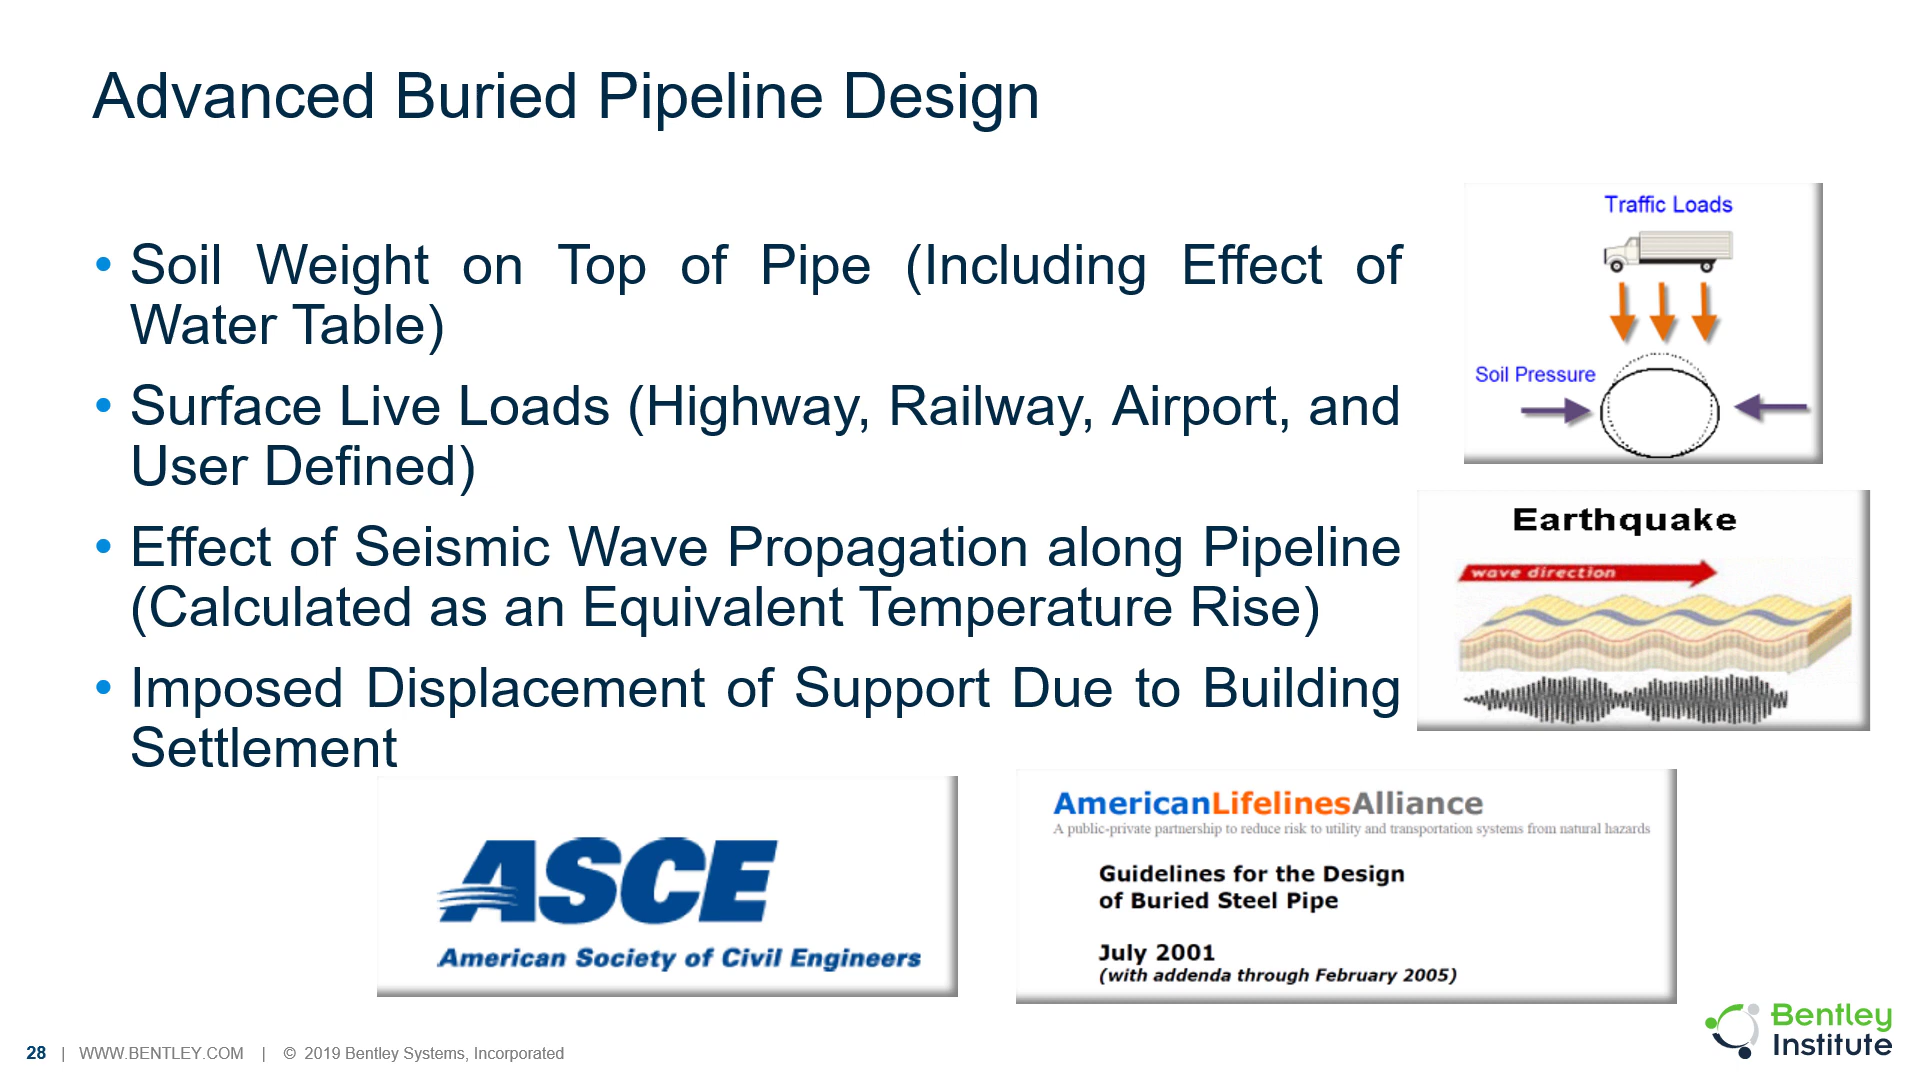 Advanced Buried Pipeline Design
• Soil Weight on Top of Pipe (Including Effect of
Water Table)
• Surface Live Loads (Highway, Railway, Airport, and
User Defined)
• Effect of Seismic Wave Propagation along Pipeline
(Calculated as an Equivalent Temperature Rise)
• Imposed Displacement of Support Due to Building
Settlement
Traffic Loads
Soil Pressure
Earthquake
wave direction
ASCE
American Society of Civil Engineers
AmericanLifelinesAlliance
A public-private partnership to reduce risk to utility and transportation systems from natural hazards
Guidelines for the Design
of Buried Steel Pipe
July 2001
(with addenda through February 2005)
28 | WWW.BENTLEY.COM | © 2019 Bentley Systems, Incorporated
Bentley
Institute